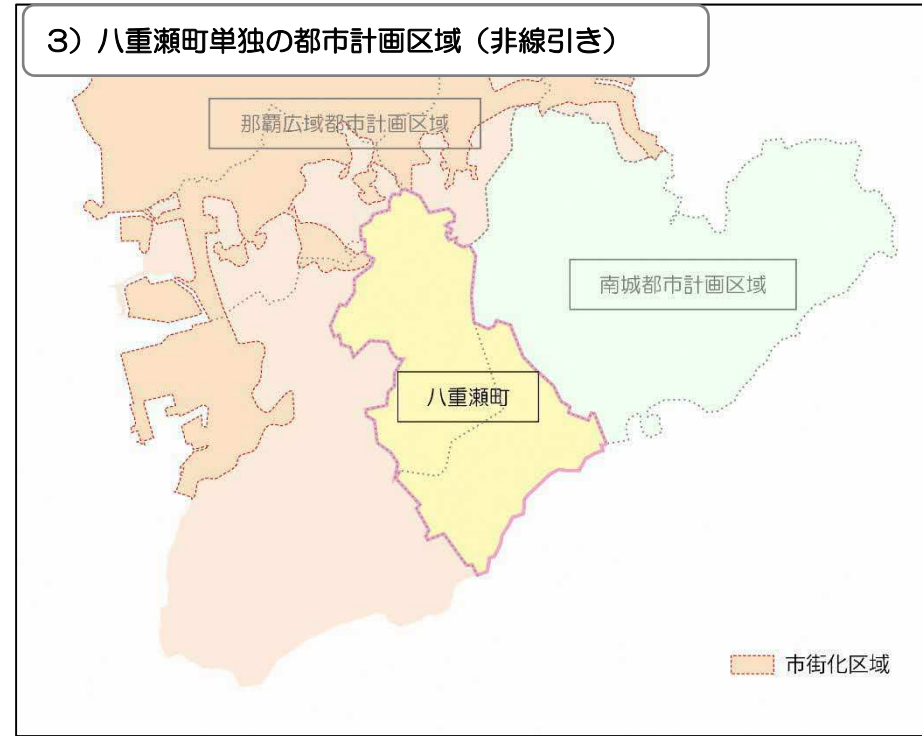 3）八重瀬町単独の都市計画区域（非線引き）
那覇広域都市計画区域
南城都市計画区域
八重瀬町
市街化区域